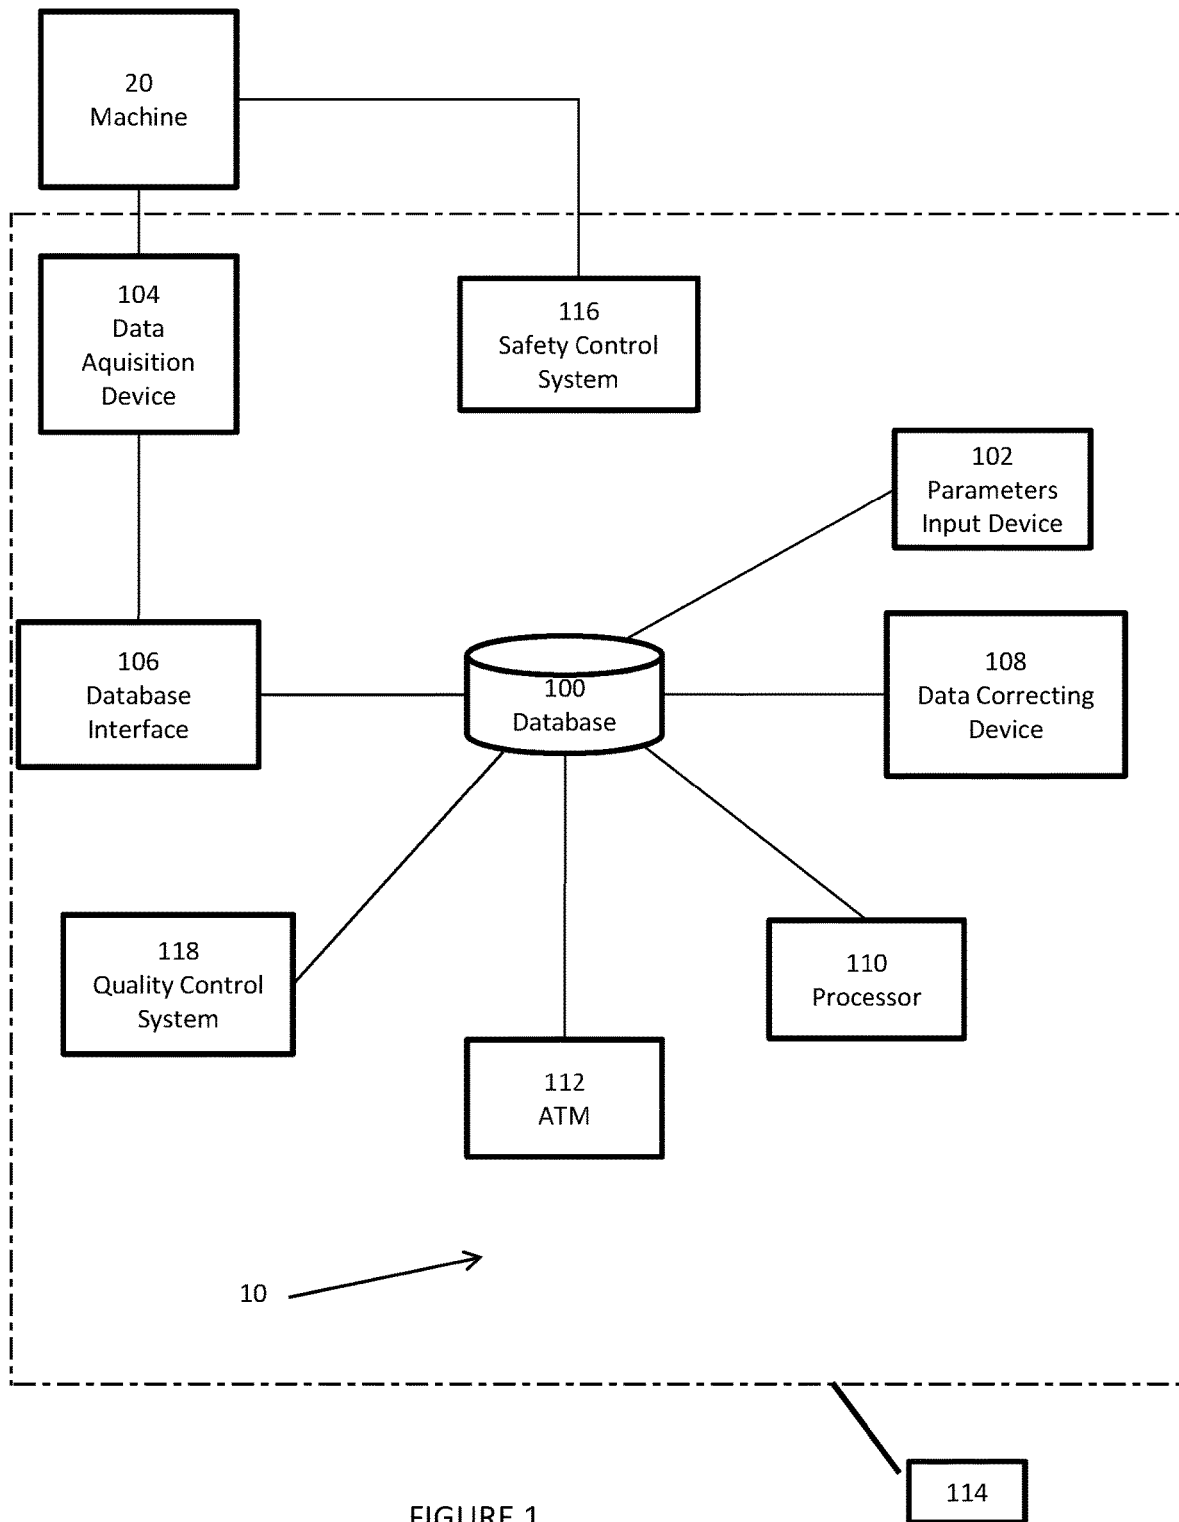 20
Machine
104
Data
Aquisition
Device
116
Safety Control
System
102
Parameters
Input Device
106
Database
Interface
100
Database
108
Data Correcting
Device
118
Quality Control
System
110
Processor
112
ATM
10
114
FIGURE 1